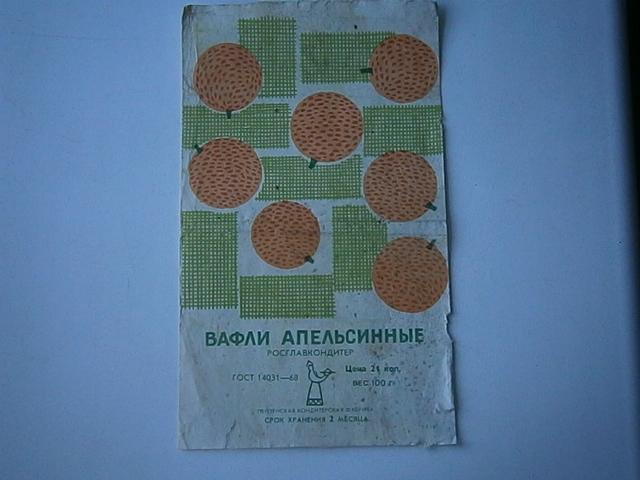 ВАФЛИ АПЕЛЬСИННЫЕ
РОСГЛАВКОНДИТЕР
ГОСТ 14031—68
Цена 21 коп.
ВЕС 100 г
КОНДИТЕРСКАЯ ФАБРИКА
СРОК ХРАНЕНИЯ 2 МЕСЯЦА